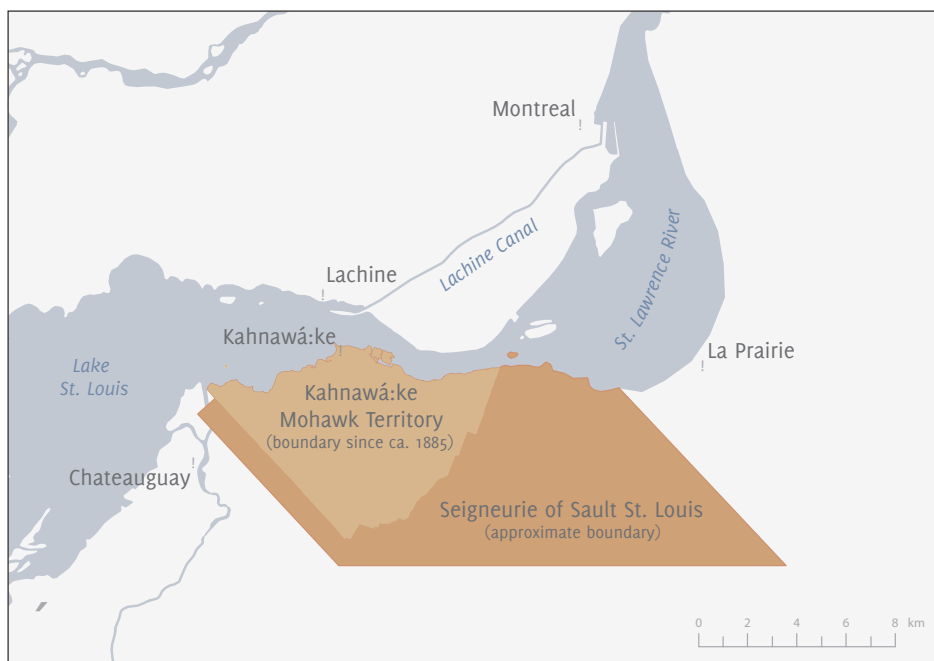 Montreal
Lachine Canal
St. Lawrence River
Lachine
Kahnawá:ke
La Prairie
Lake
St. Louis
Kahnawá:ke
Mohawk Territory
(boundary since ca. 1885)
Chateauguay
Seigneurie of Sault St. Louis
(approximate boundary)
0 2 4 6 8 km